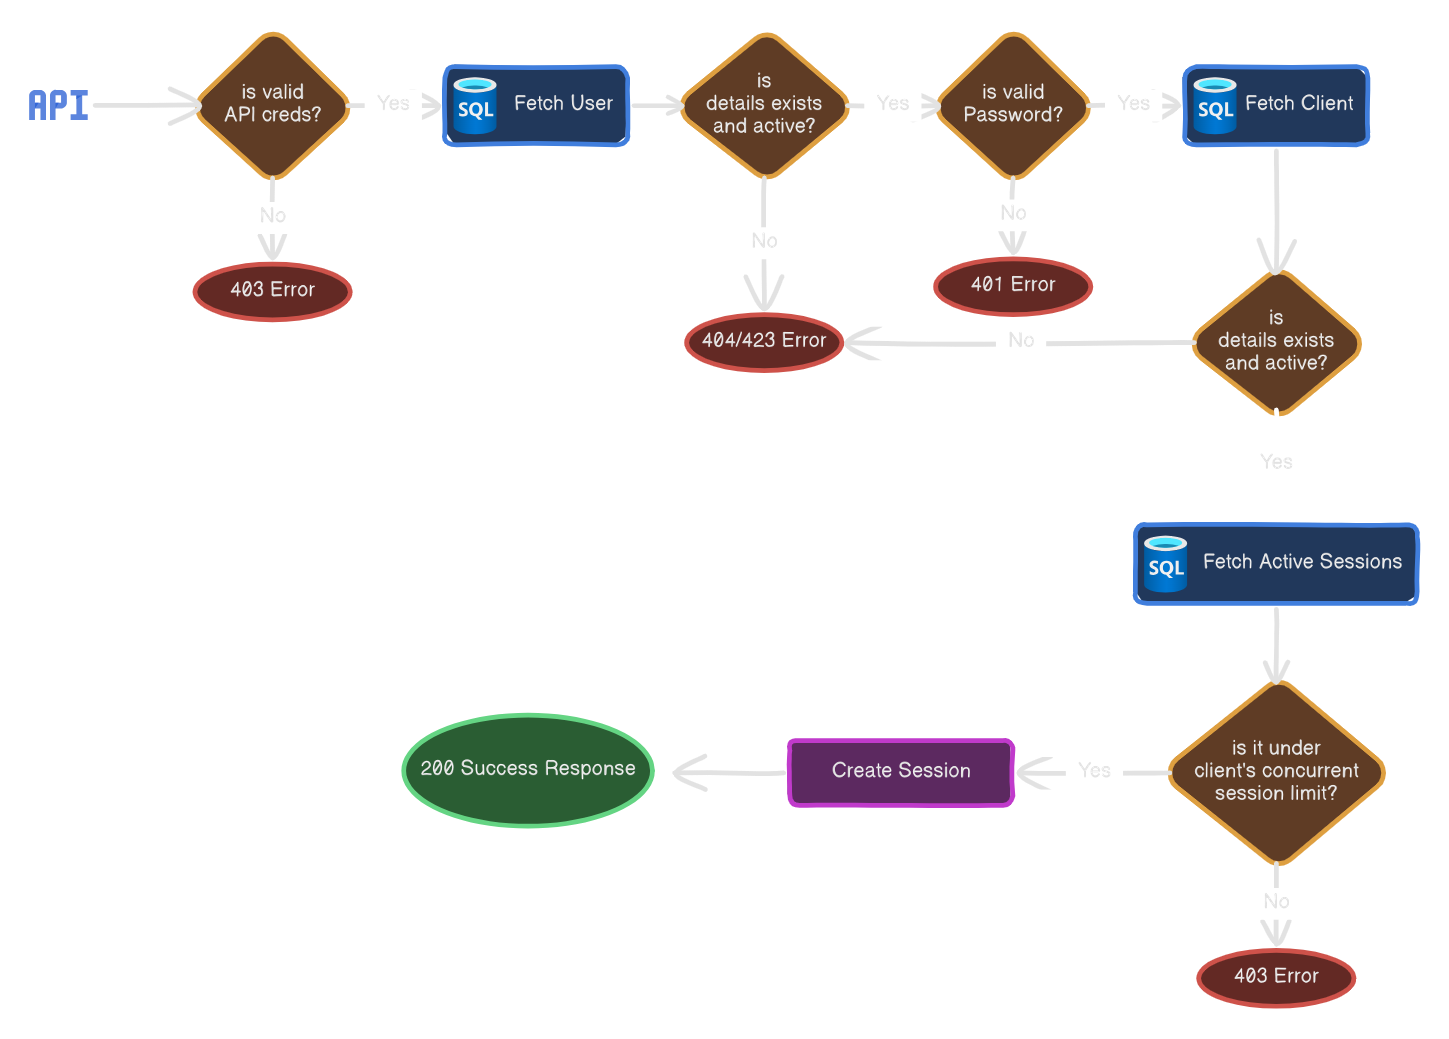 API
is valid
API creds?
Yes
SQL
Fetch User
is
details exists
and active?
Yes
is valid
Password?
Yes
SQL
Fetch Client
No
No
No
403 Error
404/423 Error
401 Error
No
is
details exists
and active?
Yes
SQL
Fetch Active Sessions
is it under
client's concurrent
session limit?
Yes
Create Session
200 Success Response
No
403 Error